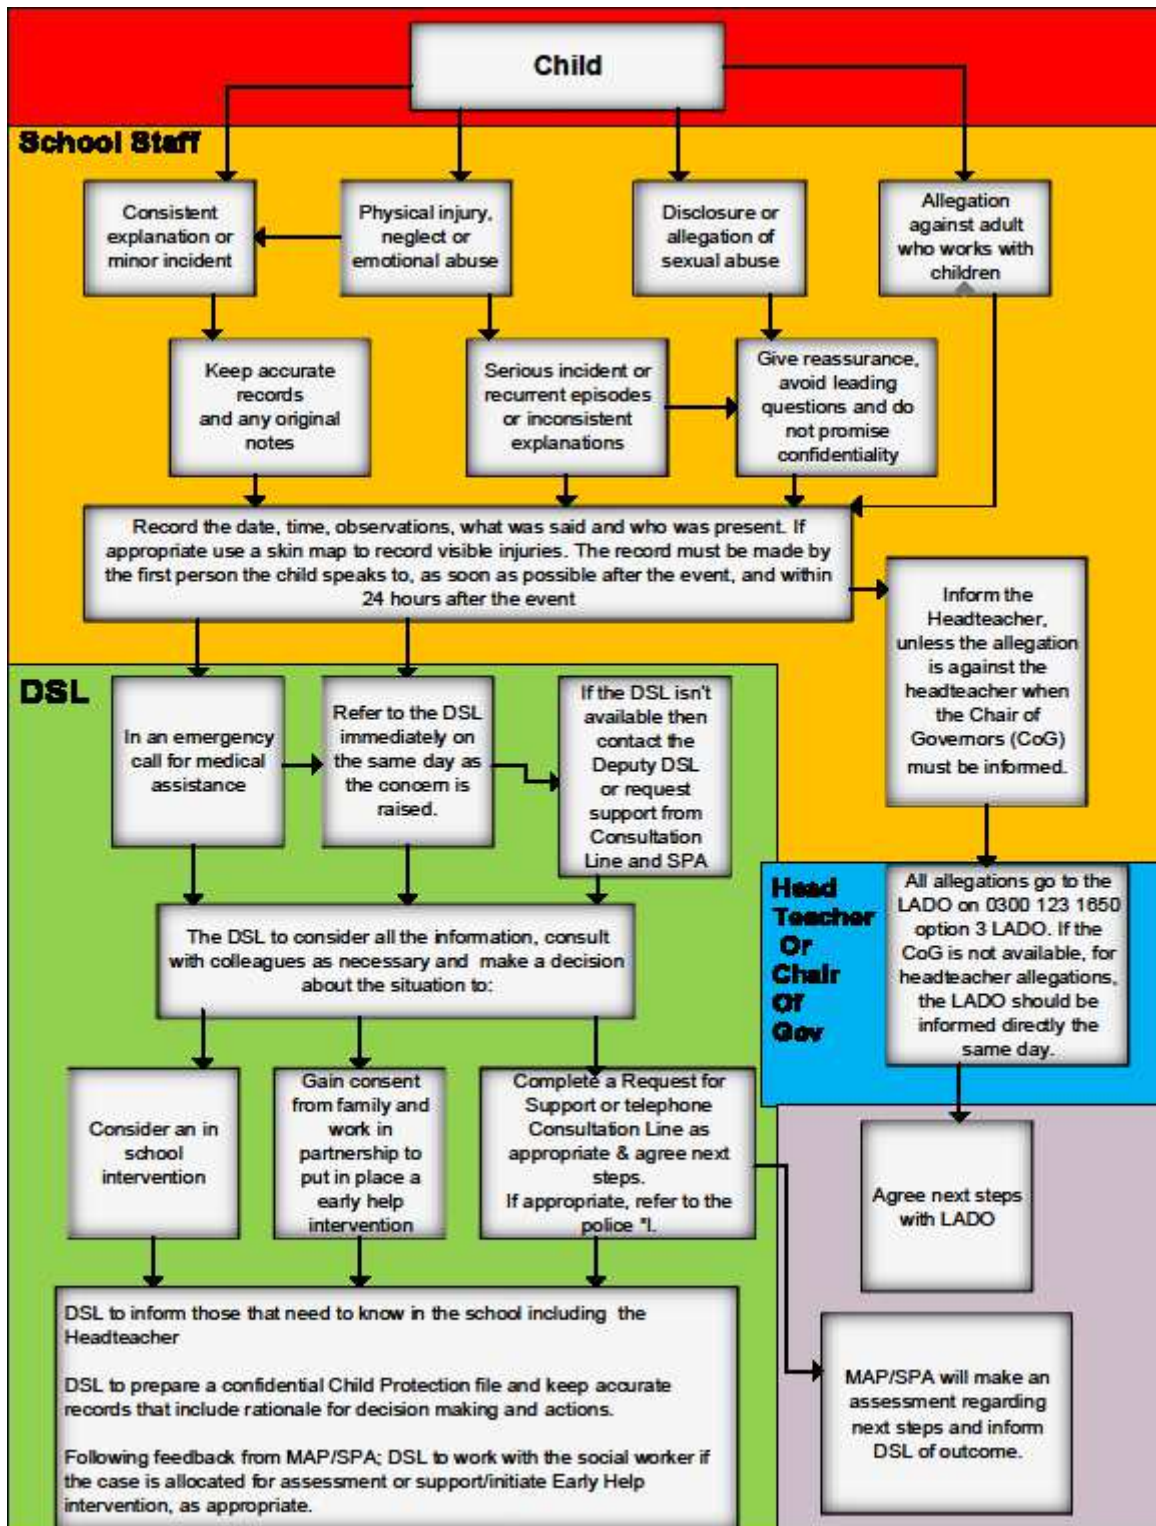 Child
School Staff
Consistent
explanation or
minor incident
Physical injury,
neglect or
emotional abuse
Disclosure or
allegation of
sexual abuse
Allegation
against adult
who works with
children
Keep accurate
records
and any original
notes
Serious incident or
recurrent episodes
or inconsistent
explanations
Give reassurance,
avoid leading
questions and do
not promise
confidentiality
Record the date, time, observations, what was said and who was present. If
appropriate use a skin map to record visible injuries. The record must be made by
the first person the child speaks to, as soon as possible after the event, and within
24 hours after the event
Inform the
Headteacher,
unless the allegation
is against the
headteacher when
the Chair of
Governors (CoG)
must be informed.
DSL
In an emergency
call for medical
assistance
Refer to the DSL
immediately on
the same day as
the concern is
raised.
If the DSL isn't
available then
contact the
Deputy DSL
or request
support from
Consultation
Line and SPA
Head
Teacher
Or
Chair
Of
Gov
All allegations go to the
LADO on 0300 123 1650
option 3 LADO. If the
CoG is not available, for
headteacher allegations,
the LADO should be
informed directly the
same day.
The DSL to consider all the information, consult
with colleagues as necessary and make a decision
about the situation to:
Consider an in
school
intervention
Gain consent
from family and
work in
partnership to
put in place a
early help
intervention
Complete a Request for
Support or telephone
Consultation Line as
appropriate & agree next
steps.
If appropriate, refer to the
police *I.
Agree next steps
with LADO
DSL to inform those that need to know in the school including the
Headteacher
DSL to prepare a confidential Child Protection file and keep accurate
records that include rationale for decision making and actions.
Following feedback from MAP/SPA; DSL to work with the social worker if
the case is allocated for assessment or support/initiate Early Help
intervention, as appropriate.
MAP/SPA will make an
assessment regarding
next steps and inform
DSL of outcome.